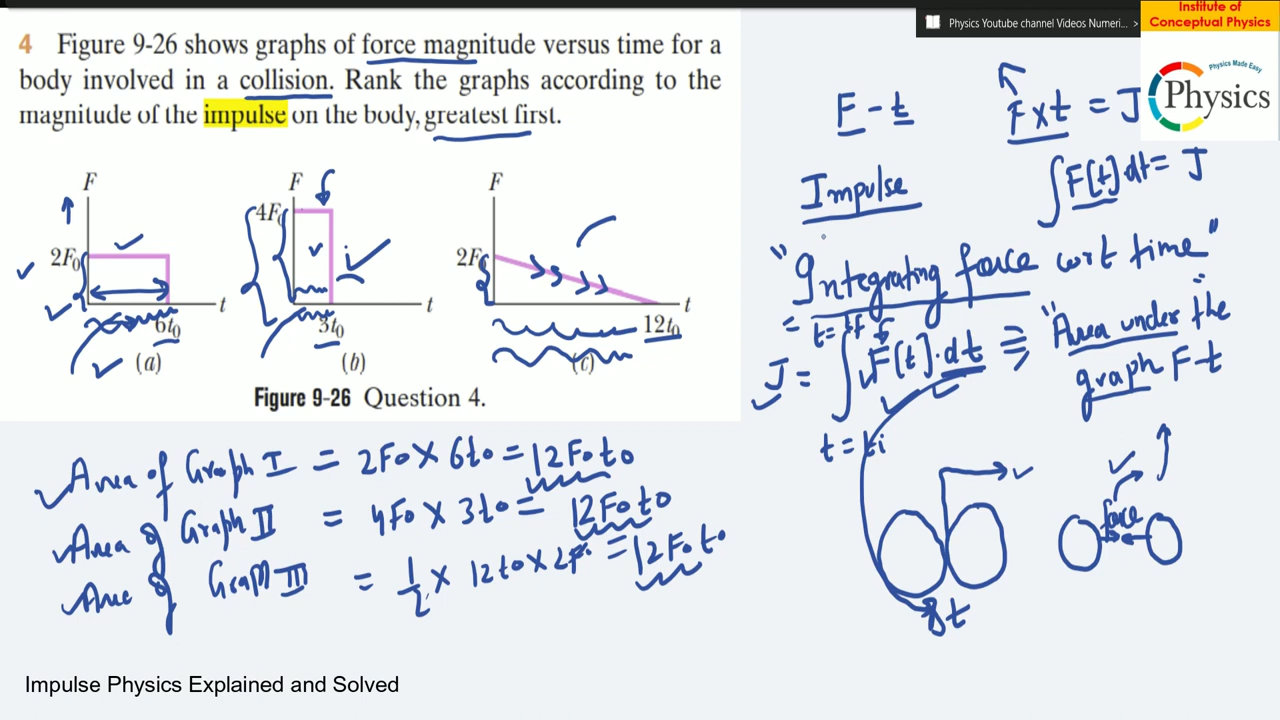 Institute of
Conceptual Physics
Physics Youtube channel Videos Numeri... >
Physics Made Easy
Physics
4 Figure 9-26 shows graphs of force magnitude versus time for a
body involved in a collision. Rank the graphs according to the
magnitude of the impulse on the body, greatest first.
F
2F₀
6t₀
t
(a)
F
4F₀
3t₀
t
(b)
F
2F₀
12t₀
t
(c)
Figure 9-26 Question 4.
F - t
F x t = J
Impulse
∫F(t)dt = J
"Integrating force wrt time"
= t = tf
J = ∫F(t).dt ≡ "Area under the
graph F-t
t = ti
Area of Graph I = 2F0 X 6t0 = 12F0t0
Area of Graph II = 4F0 X 3t0 = 12F0t0
Graph III = 1/2 X 12t0 X 2F0 = 12F0t0
force
δt
Impulse Physics Explained and Solved